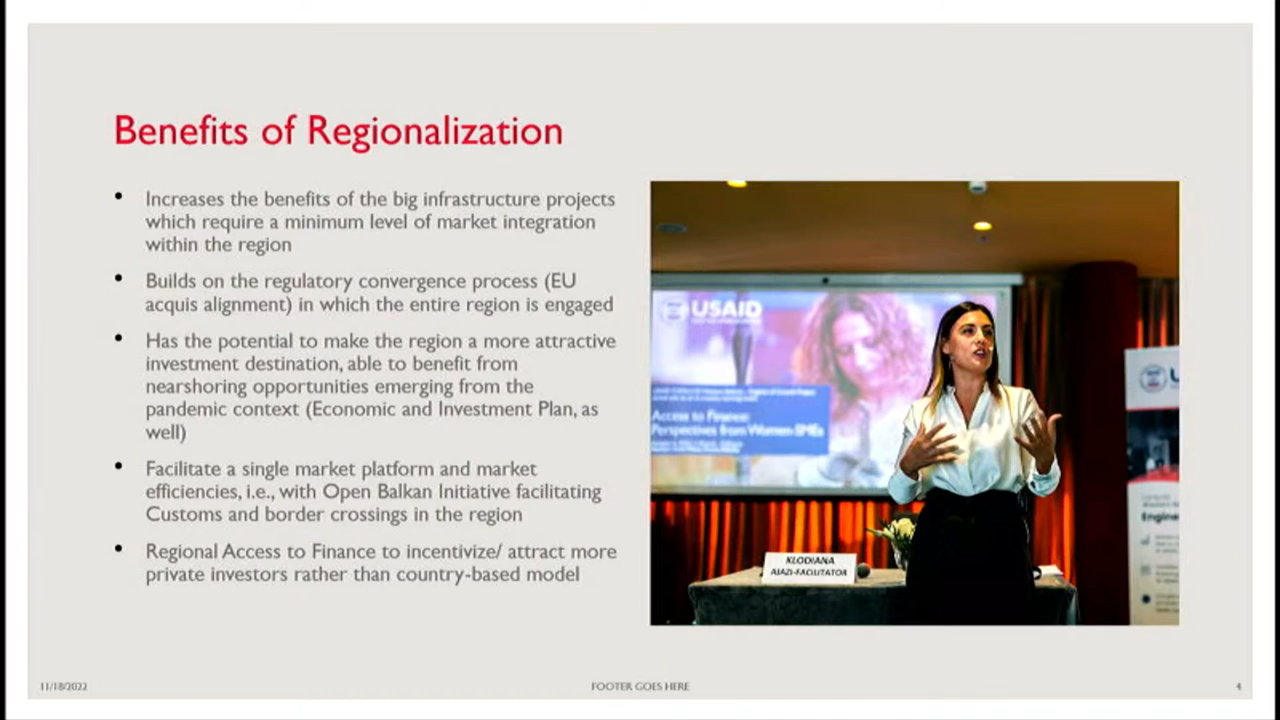 Benefits of Regionalization
• Increases the benefits of the big infrastructure projects
which require a minimum level of market integration
within the region
• Builds on the regulatory convergence process (EU
acquis alignment) in which the entire region is engaged
• Has the potential to make the region a more attractive
investment destination, able to benefit from
nearshoring opportunities emerging from the
pandemic context (Economic and Investment Plan, as
well)
• Facilitate a single market platform and market
efficiencies, i.e., with Open Balkan Initiative facilitating
Customs and border crossings in the region
• Regional Access to Finance to incentivize/ attract more
private investors rather than country-based model
USAID
Access to Finance:
Perspectives from Women-SMEs
KLODIANA
AJAZI-FACILITATOR
U
Engine
11/18/2022
FOOTER GOES HERE
4